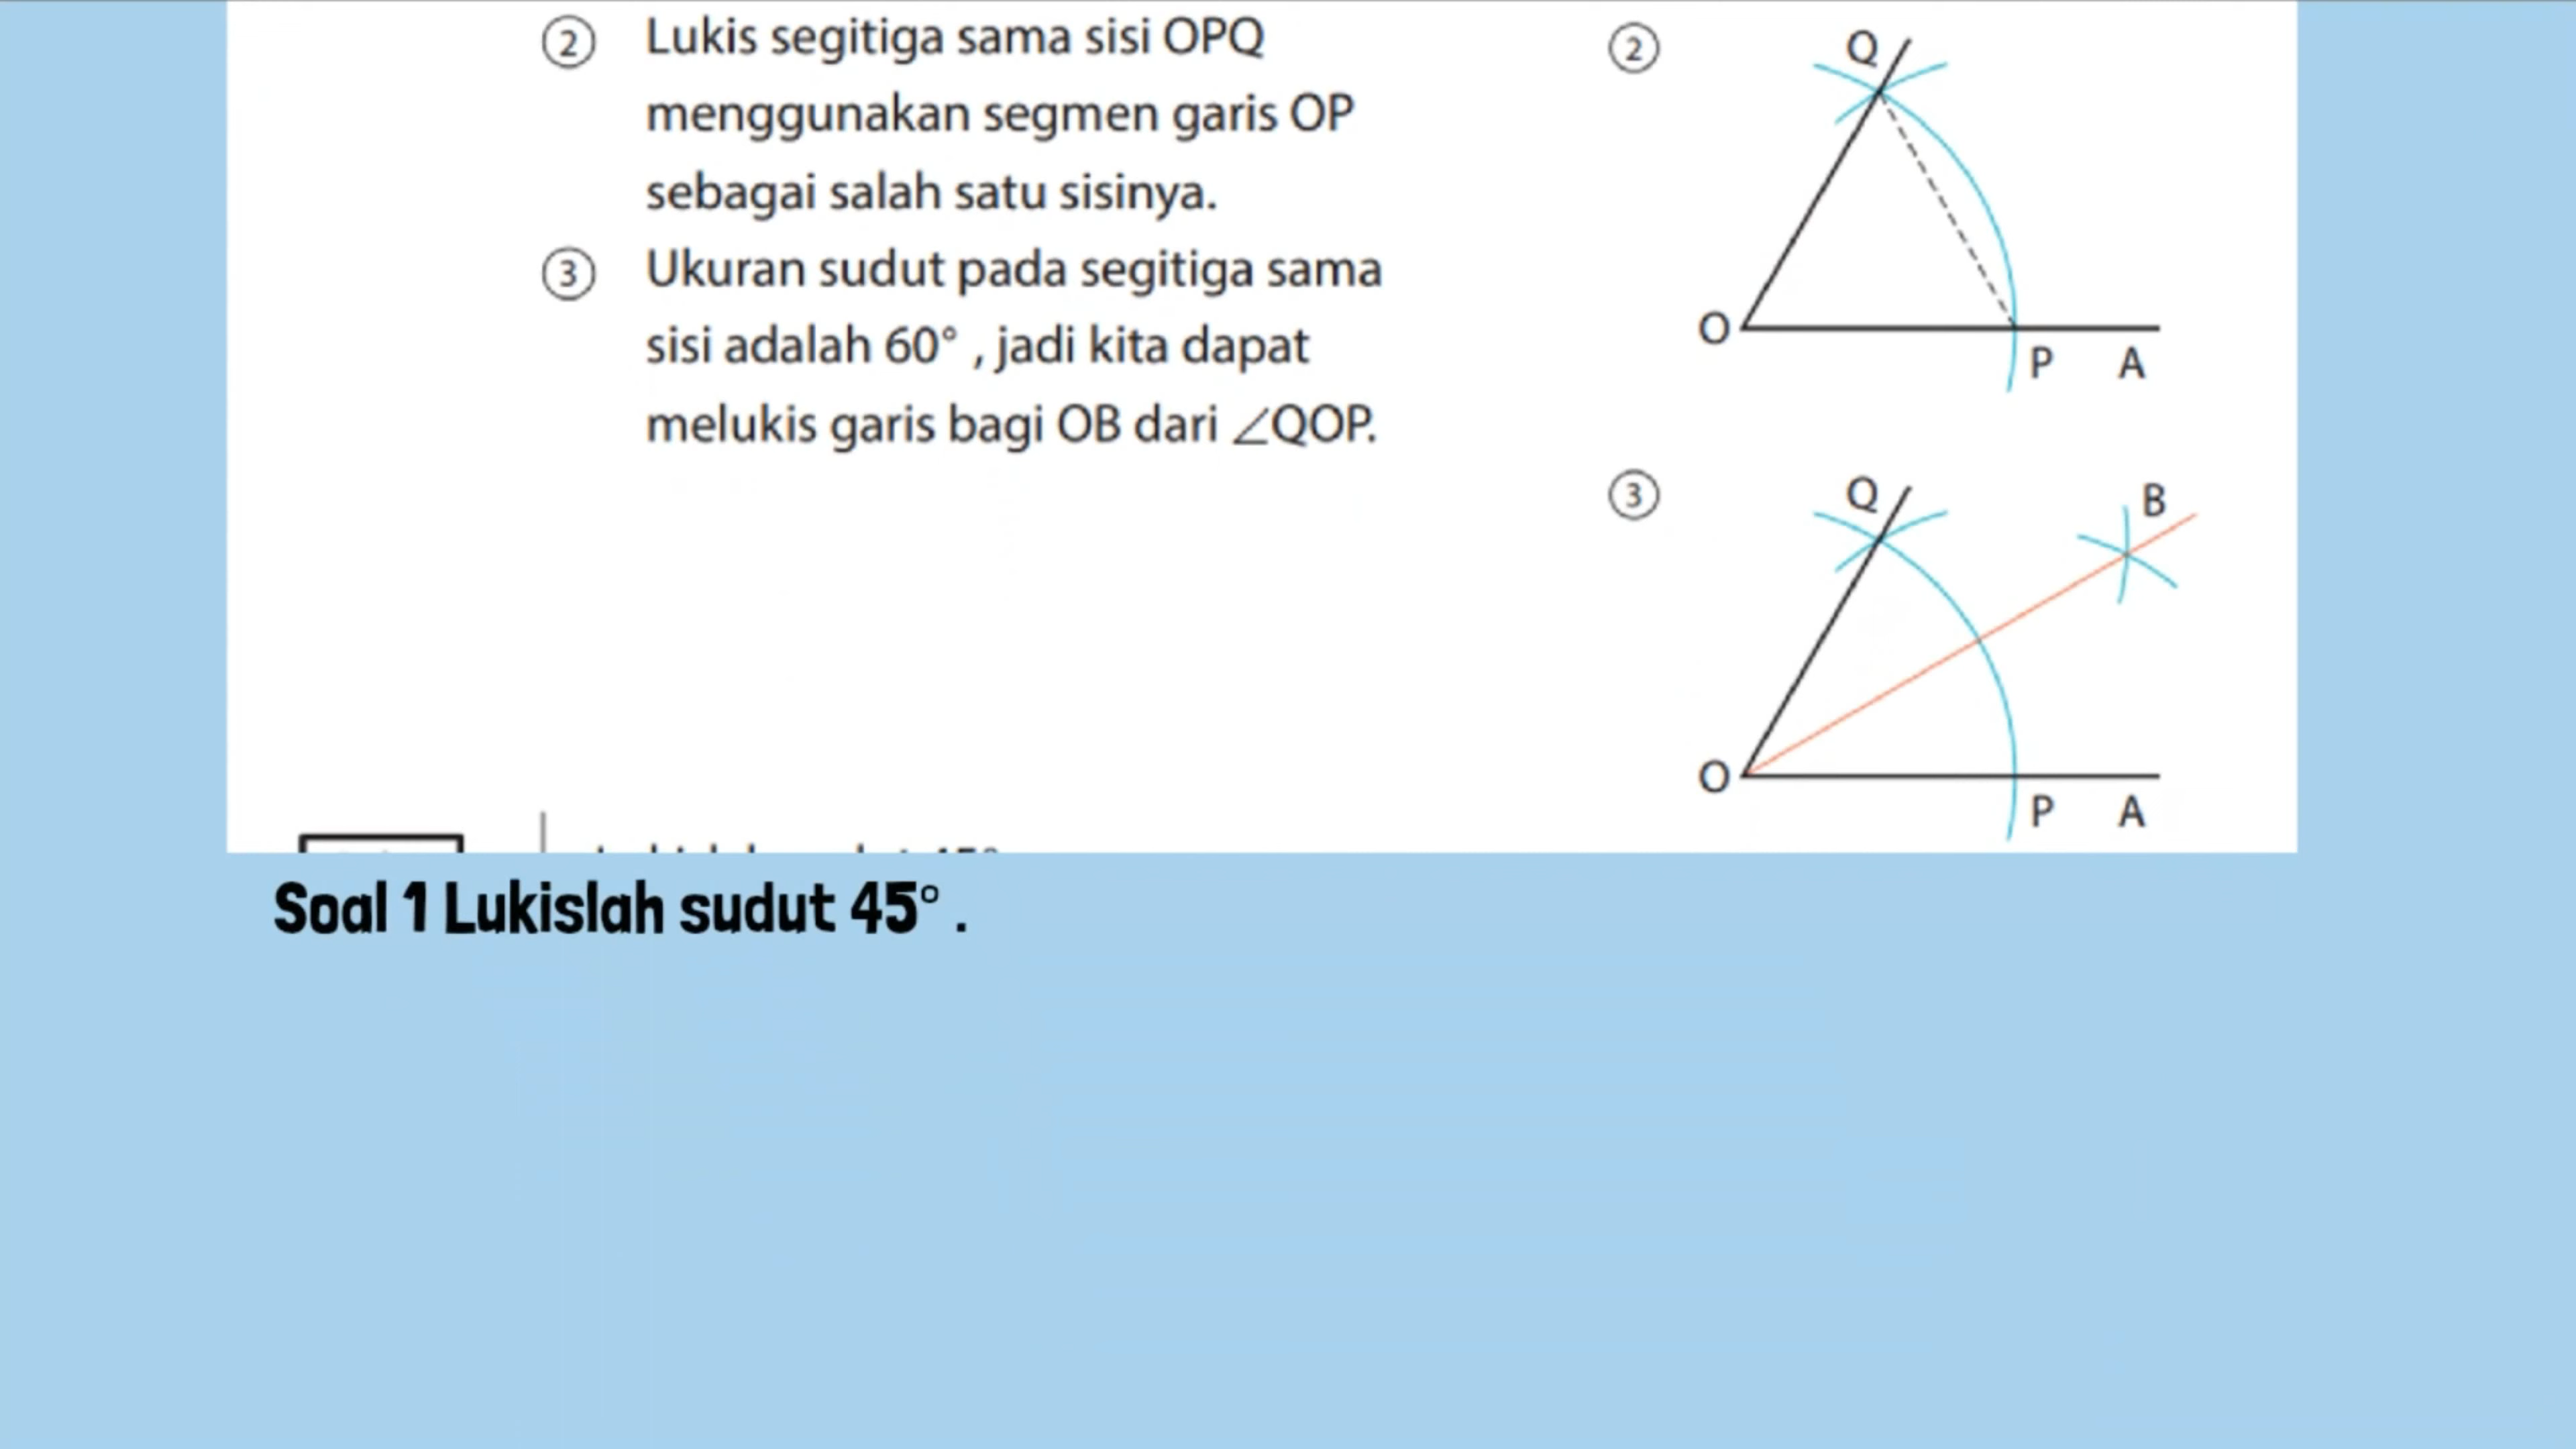 ② Lukis segitiga sama sisi OPQ
menggunakan segmen garis OP
sebagai salah satu sisinya.
③ Ukuran sudut pada segitiga sama
sisi adalah 60° , jadi kita dapat
melukis garis bagi OB dari ∠QOP.
②
Q
O
P A
③
Q
B
O
P A
Soal 1 Lukislah sudut 45° .